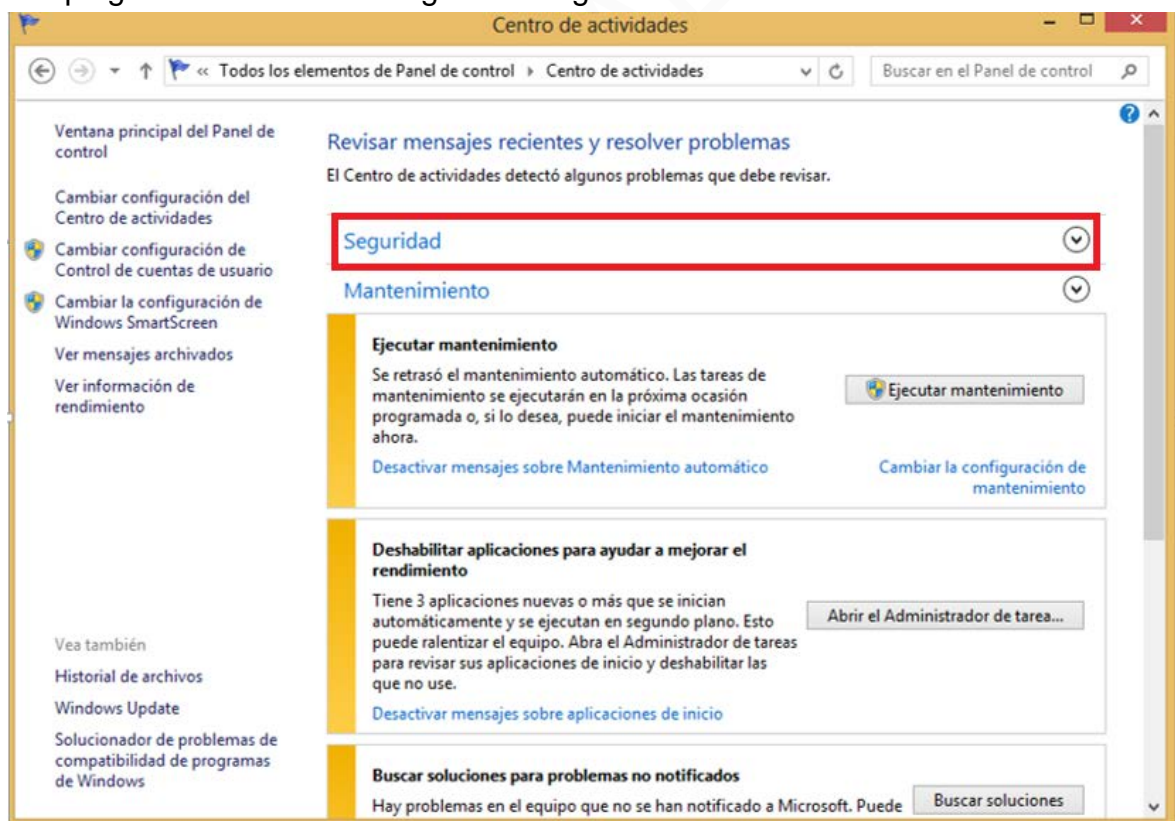 Centro de actividades
« Todos los elementos de Panel de control ▸ Centro de actividades
Buscar en el Panel de control
Ventana principal del Panel de
control
Cambiar configuración del
Centro de actividades
Cambiar configuración de
Control de cuentas de usuario
Cambiar la configuración de
Windows SmartScreen
Ver mensajes archivados
Ver información de
rendimiento
Vea también
Historial de archivos
Windows Update
Solucionador de problemas de
compatibilidad de programas
de Windows
Revisar mensajes recientes y resolver problemas
El Centro de actividades detectó algunos problemas que debe revisar.
Seguridad
Mantenimiento
Ejecutar mantenimiento
Se retrasó el mantenimiento automático. Las tareas de
mantenimiento se ejecutarán en la próxima ocasión
programada o, si lo desea, puede iniciar el mantenimiento
ahora.
Ejecutar mantenimiento
Desactivar mensajes sobre Mantenimiento automático
Cambiar la configuración de
mantenimiento
Deshabilitar aplicaciones para ayudar a mejorar el
rendimiento
Tiene 3 aplicaciones nuevas o más que se inician
automáticamente y se ejecutan en segundo plano. Esto
puede ralentizar el equipo. Abra el Administrador de tareas
para revisar sus aplicaciones de inicio y deshabilitar las
que no use.
Abrir el Administrador de tarea...
Desactivar mensajes sobre aplicaciones de inicio
Buscar soluciones para problemas no notificados
Hay problemas en el equipo que no se han notificado a Microsoft. Puede
Buscar soluciones